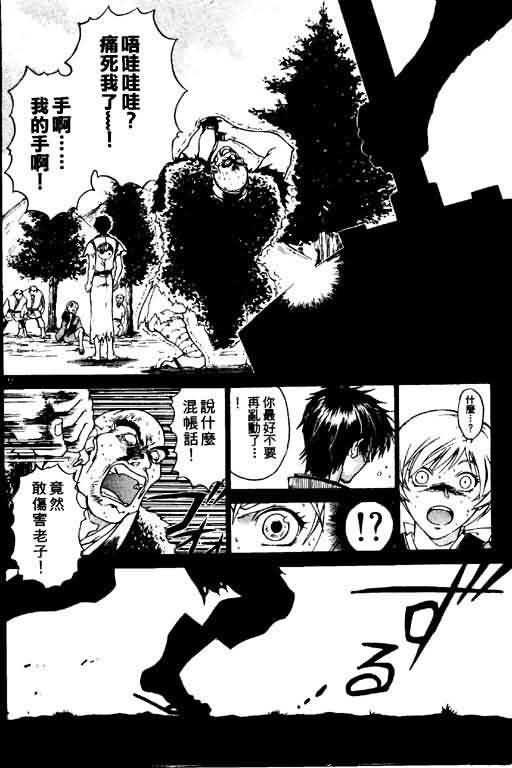 唔哇哇哇?
痛死我了~~!
手啊……
我的手啊!
什麼!?
你最好不要
再亂動了…
!
!?
說什麼
混帳話!
竟然
敢傷害老子!
る